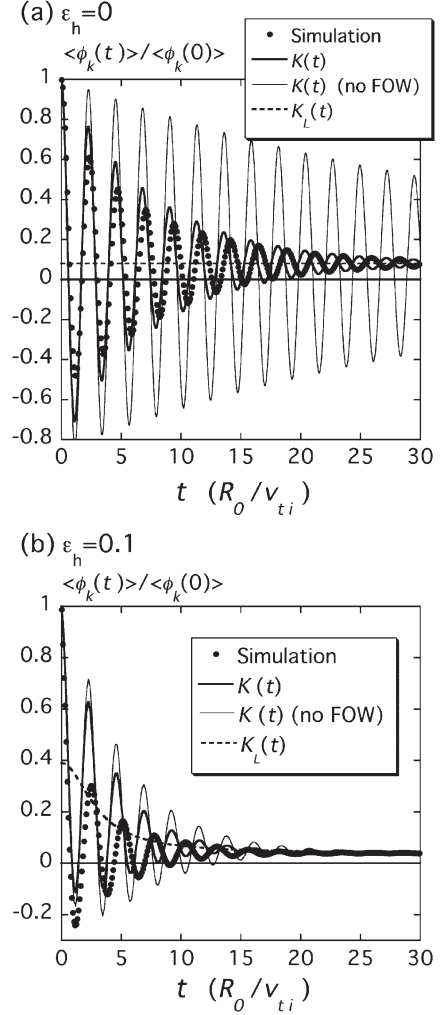 (a) ε_h=0
<ϕ_k(t)>/<ϕ_k(0)>
Simulation
K(t)
K(t) (no FOW)
K_L(t)
1
0.8
0.6
0.4
0.2
0
-0.2
-0.4
-0.6
-0.8
0 5 10 15 20 25 30
t (R_0/v_ti)
(b) ε_h=0.1
<ϕ_k(t)>/<ϕ_k(0)>
Simulation
K(t)
K(t) (no FOW)
K_L(t)
1
0.8
0.6
0.4
0.2
0
-0.2
0 5 10 15 20 25 30
t (R_0/v_ti)